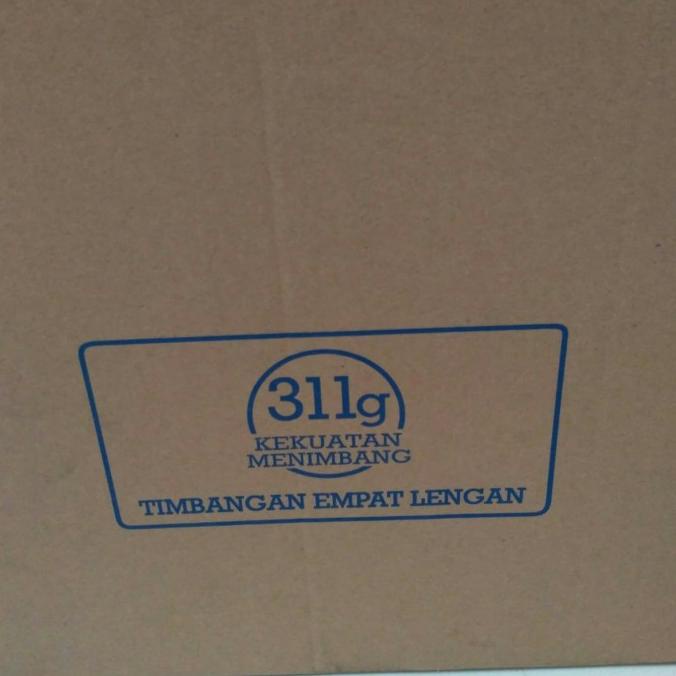 311g
KEKUATAN
MENIMBANG
TIMBANGAN EMPAT LENGAN